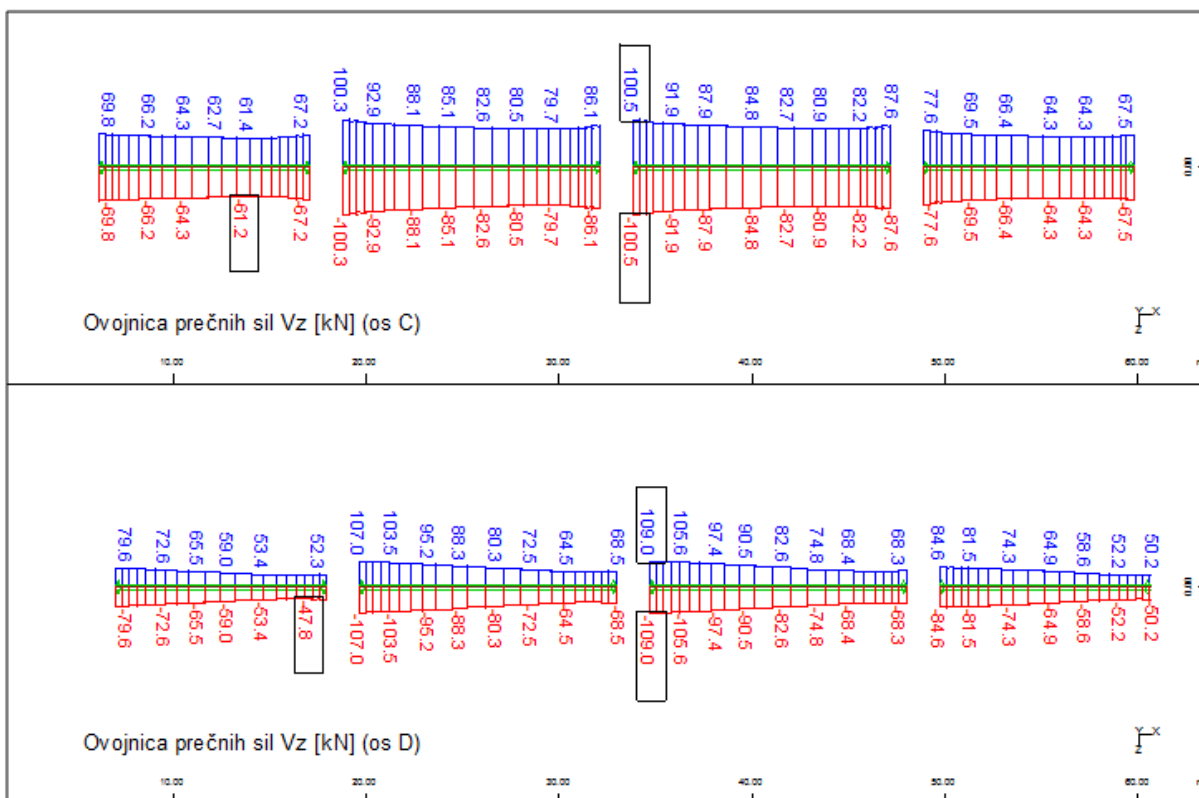 69.8 66.2 64.3 62.7 61.4 67.2 100.3 92.9 88.1 85.1 82.6 80.5 79.7 86.1 100.5 91.9 87.9 84.8 82.7 80.9 82.2 87.6 77.6 69.5 66.4 64.3 64.3 67.5
-69.8 -66.2 -64.3 -61.2 -67.2 -100.3 -92.9 -88.1 -85.1 -82.6 -80.5 -79.7 -86.1 -100.5 -91.9 -87.9 -84.8 -82.7 -80.9 -82.2 -87.6 -77.6 -69.5 -66.4 -64.3 -64.3 -67.5
Ovojnica prečnih sil Vz [kN] (os C)
Y X
Z
10.00 20.00 30.00 40.00 50.00 60.00
79.6 72.6 65.5 59.0 53.4 52.3 107.0 103.5 95.2 88.3 80.3 72.5 64.5 68.5 109.0 105.6 97.4 90.5 82.6 74.8 68.4 68.3 84.6 81.5 74.3 64.9 58.6 52.2 50.2
-79.6 -72.6 -65.5 -59.0 -53.4 -47.8 -107.0 -103.5 -95.2 -88.3 -80.3 -72.5 -64.5 -68.5 -109.0 -105.6 -97.4 -90.5 -82.6 -74.8 -68.4 -68.3 -84.6 -81.5 -74.3 -64.9 -58.6 -52.2 -50.2
Ovojnica prečnih sil Vz [kN] (os D)
Y X
Z
10.00 20.00 30.00 40.00 50.00 60.00